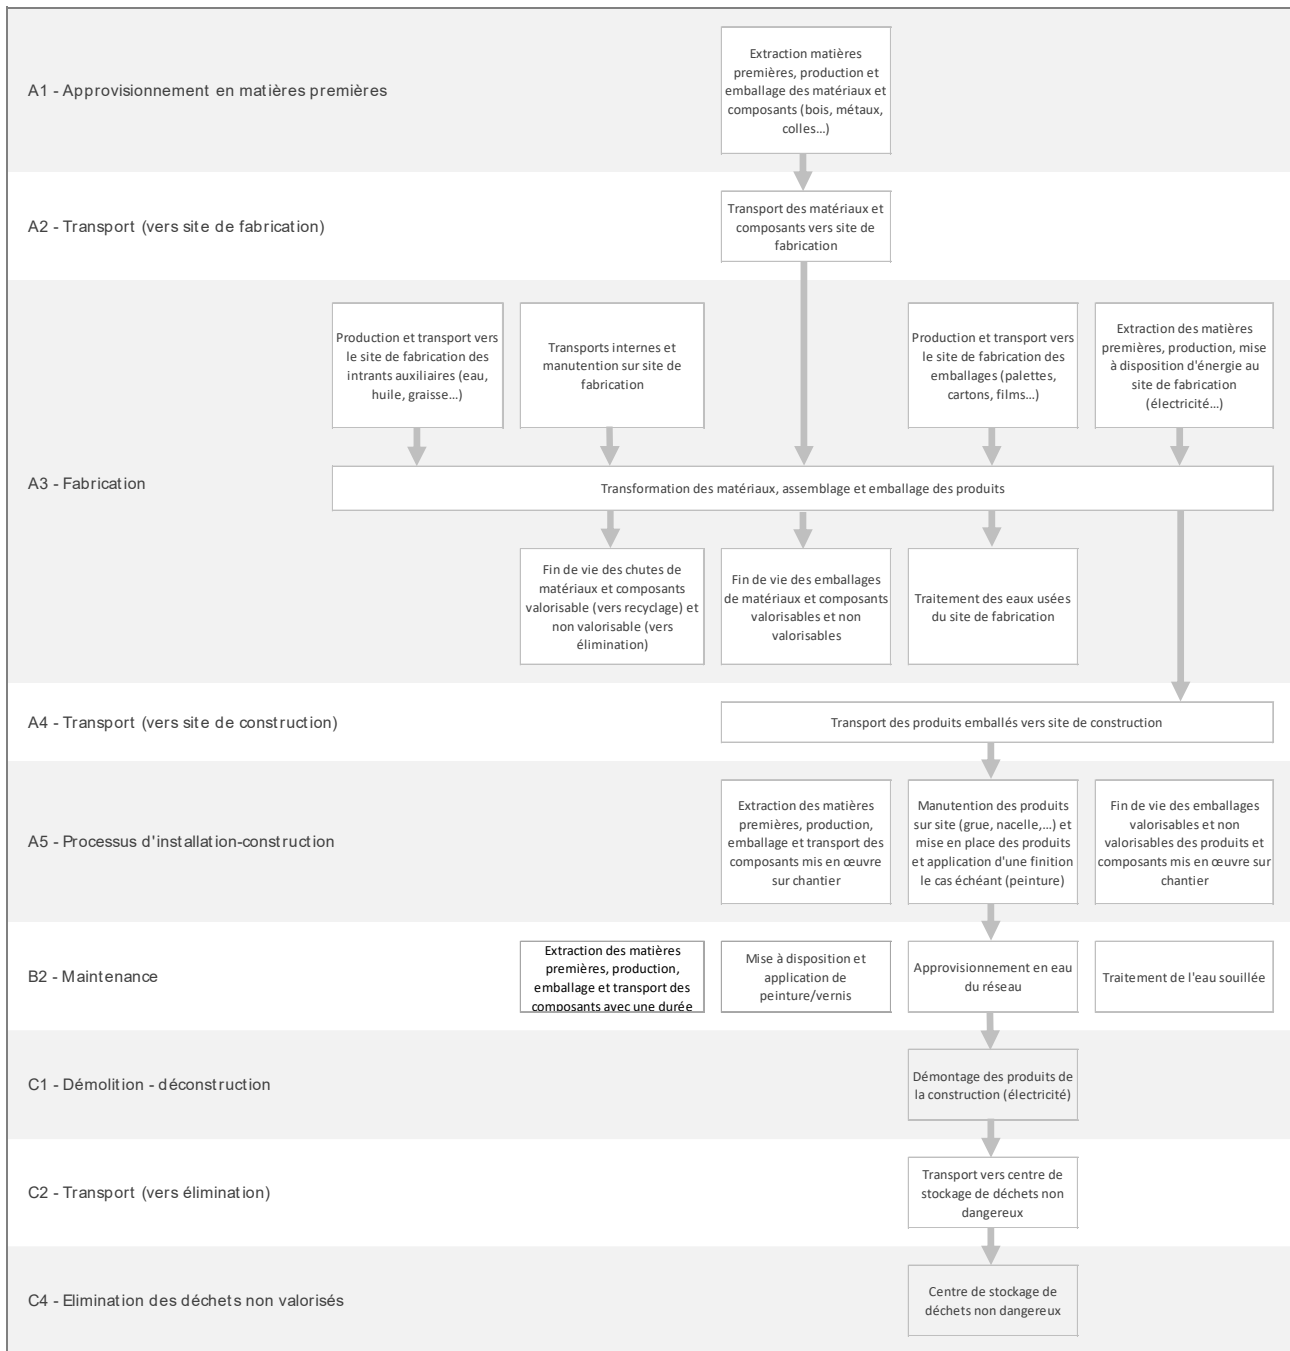 A1 - Approvisionnement en matières premières
Extraction matières
premières, production et
emballage des matériaux et
composants (bois, métaux,
colles…)
A2 - Transport (vers site de fabrication)
Transport des matériaux et
composants vers site de
fabrication
A3 - Fabrication
Production et transport vers
le site de fabrication des
intrants auxiliaires (eau,
huile, graisse…)
Transports internes et
manutention sur site de
fabrication
Production et transport vers
le site de fabrication des
emballages (palettes,
cartons, films…)
Extraction des matières
premières, production, mise
à disposition d'énergie au
site de fabrication
(électricité…)
Transformation des matériaux, assemblage et emballage des produits
Fin de vie des chutes de
matériaux et composants
valorisable (vers recyclage) et
non valorisable (vers
élimination)
Fin de vie des emballages
de matériaux et composants
valorisables et non
valorisables
Traitement des eaux usées
du site de fabrication
A4 - Transport (vers site de construction)
Transport des produits emballés vers site de construction
A5 - Processus d'installation-construction
Extraction des matières
premières, production,
emballage et transport des
composants mis en œuvre
sur chantier
Manutention des produits
sur site (grue, nacelle,…) et
mise en place des produits
et application d'une finition
le cas échéant (peinture)
Fin de vie des emballages
valorisables et non
valorisables des produits et
composants mis en œuvre sur
chantier
B2 - Maintenance
Extraction des matières
premières, production,
emballage et transport des
composants avec une durée
Mise à disposition et
application de
peinture/vernis
Approvisionnement en eau
du réseau
Traitement de l'eau souillée
C1 - Démolition - déconstruction
Démontage des produits de
la construction (électricité)
C2 - Transport (vers élimination)
Transport vers centre de
stockage de déchets non
dangereux
C4 - Elimination des déchets non valorisés
Centre de stockage de
déchets non dangereux